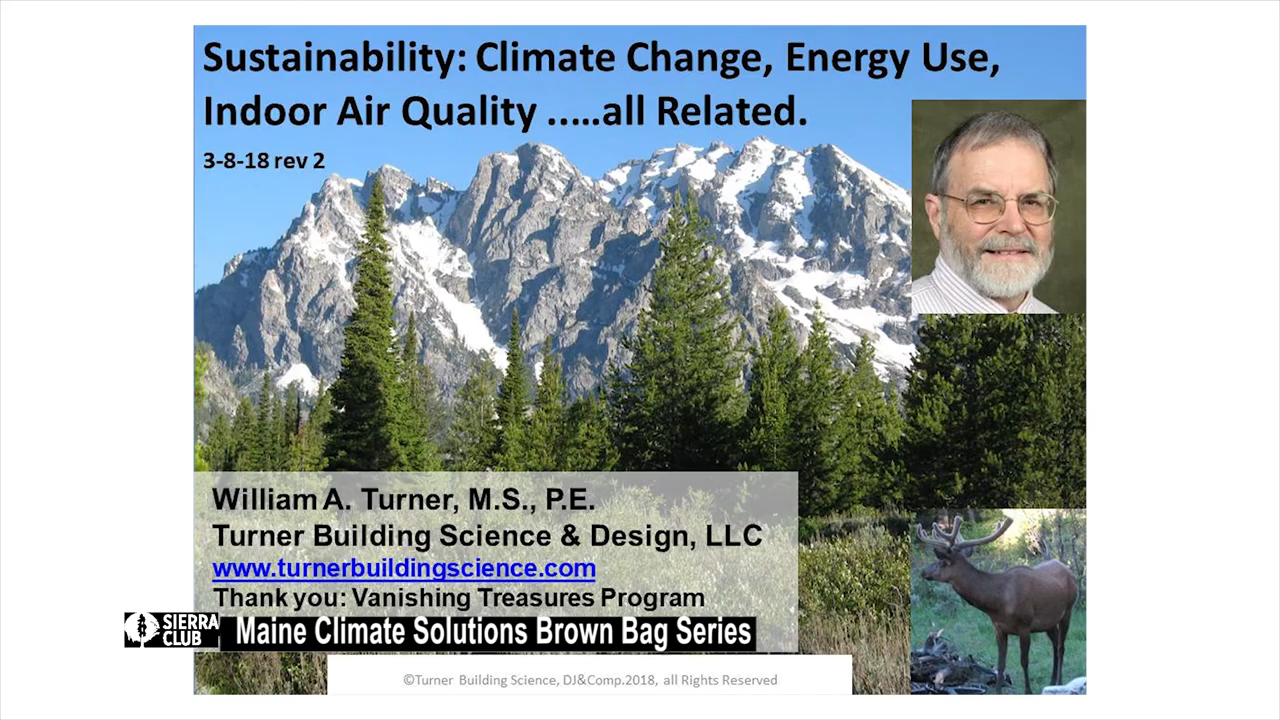 Sustainability: Climate Change, Energy Use,
Indoor Air Quality .....all Related.
3-8-18 rev 2
William A. Turner, M.S., P.E.
Turner Building Science & Design, LLC
www.turnerbuildingscience.com
Thank you: Vanishing Treasures Program
SIERRA
CLUB
Maine Climate Solutions Brown Bag Series
©Turner Building Science, DJ&Comp.2018, all Rights Reserved